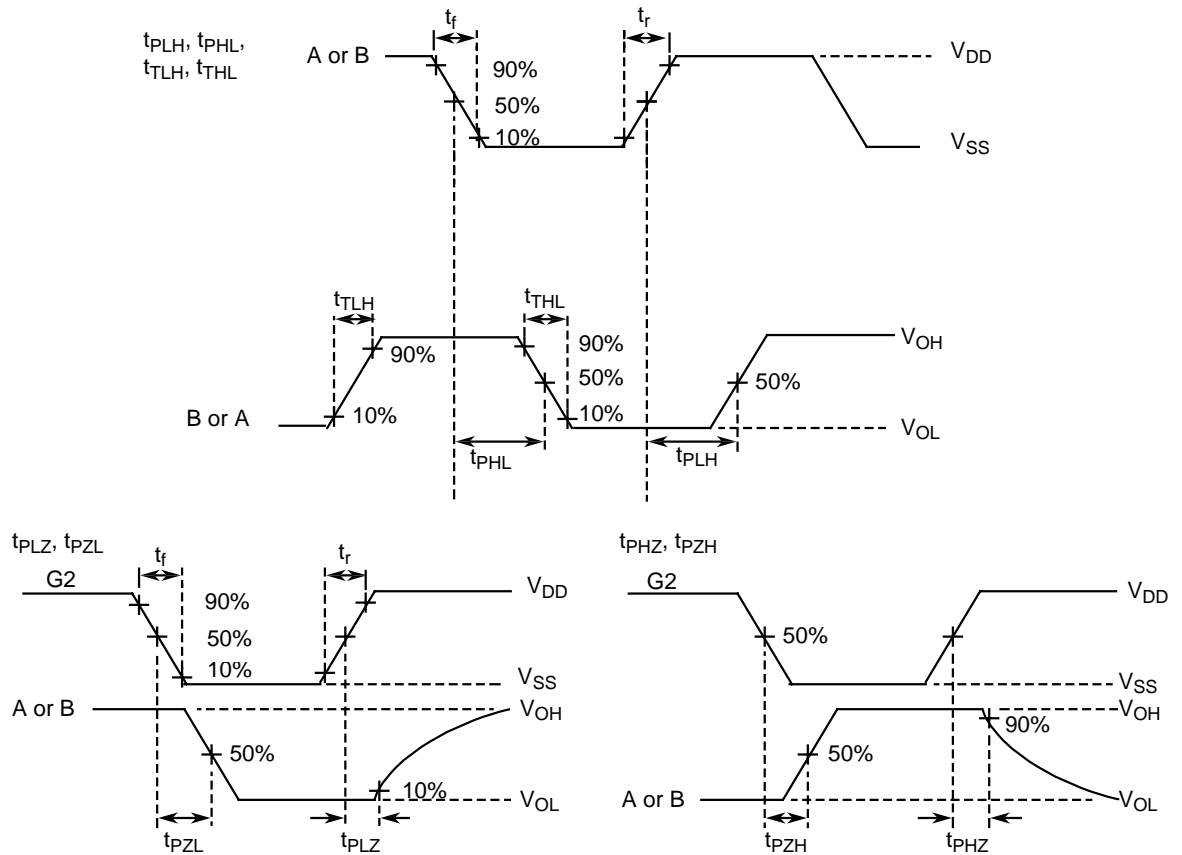 tPLH, tPHL,
tTLH, tTHL
A or B
tf
tr
90%
50%
10%
VDD
VSS
tTLH
tTHL
90%
10%
90%
50%
10%
50%
B or A
VOH
VOL
tPHL
tPLH
tPLZ, tPZL
G2
tf
tr
90%
50%
10%
VDD
VSS
A or B
VOH
50%
10%
VOL
tPZL
tPLZ
tPHZ, tPZH
G2
50%
VDD
VSS
VOH
90%
50%
A or B
VOL
tPZH
tPHZ